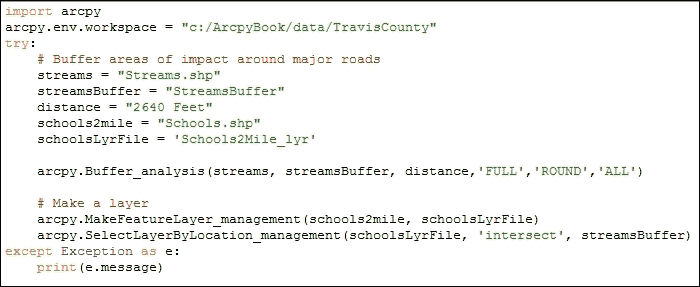 import arcpy
arcpy.env.workspace = "c:/ArcpyBook/data/TravisCounty"
try:
    # Buffer areas of impact around major roads
    streams = "Streams.shp"
    streamsBuffer = "StreamsBuffer"
    distance = "2640 Feet"
    schools2mile = "Schools.shp"
    schoolsLyrFile = 'Schools2Mile_lyr'

    arcpy.Buffer_analysis(streams, streamsBuffer, distance,'FULL','ROUND','ALL')

    # Make a layer
    arcpy.MakeFeatureLayer_management(schools2mile, schoolsLyrFile)
    arcpy.SelectLayerByLocation_management(schoolsLyrFile, 'intersect', streamsBuffer)
except Exception as e:
    print(e.message)